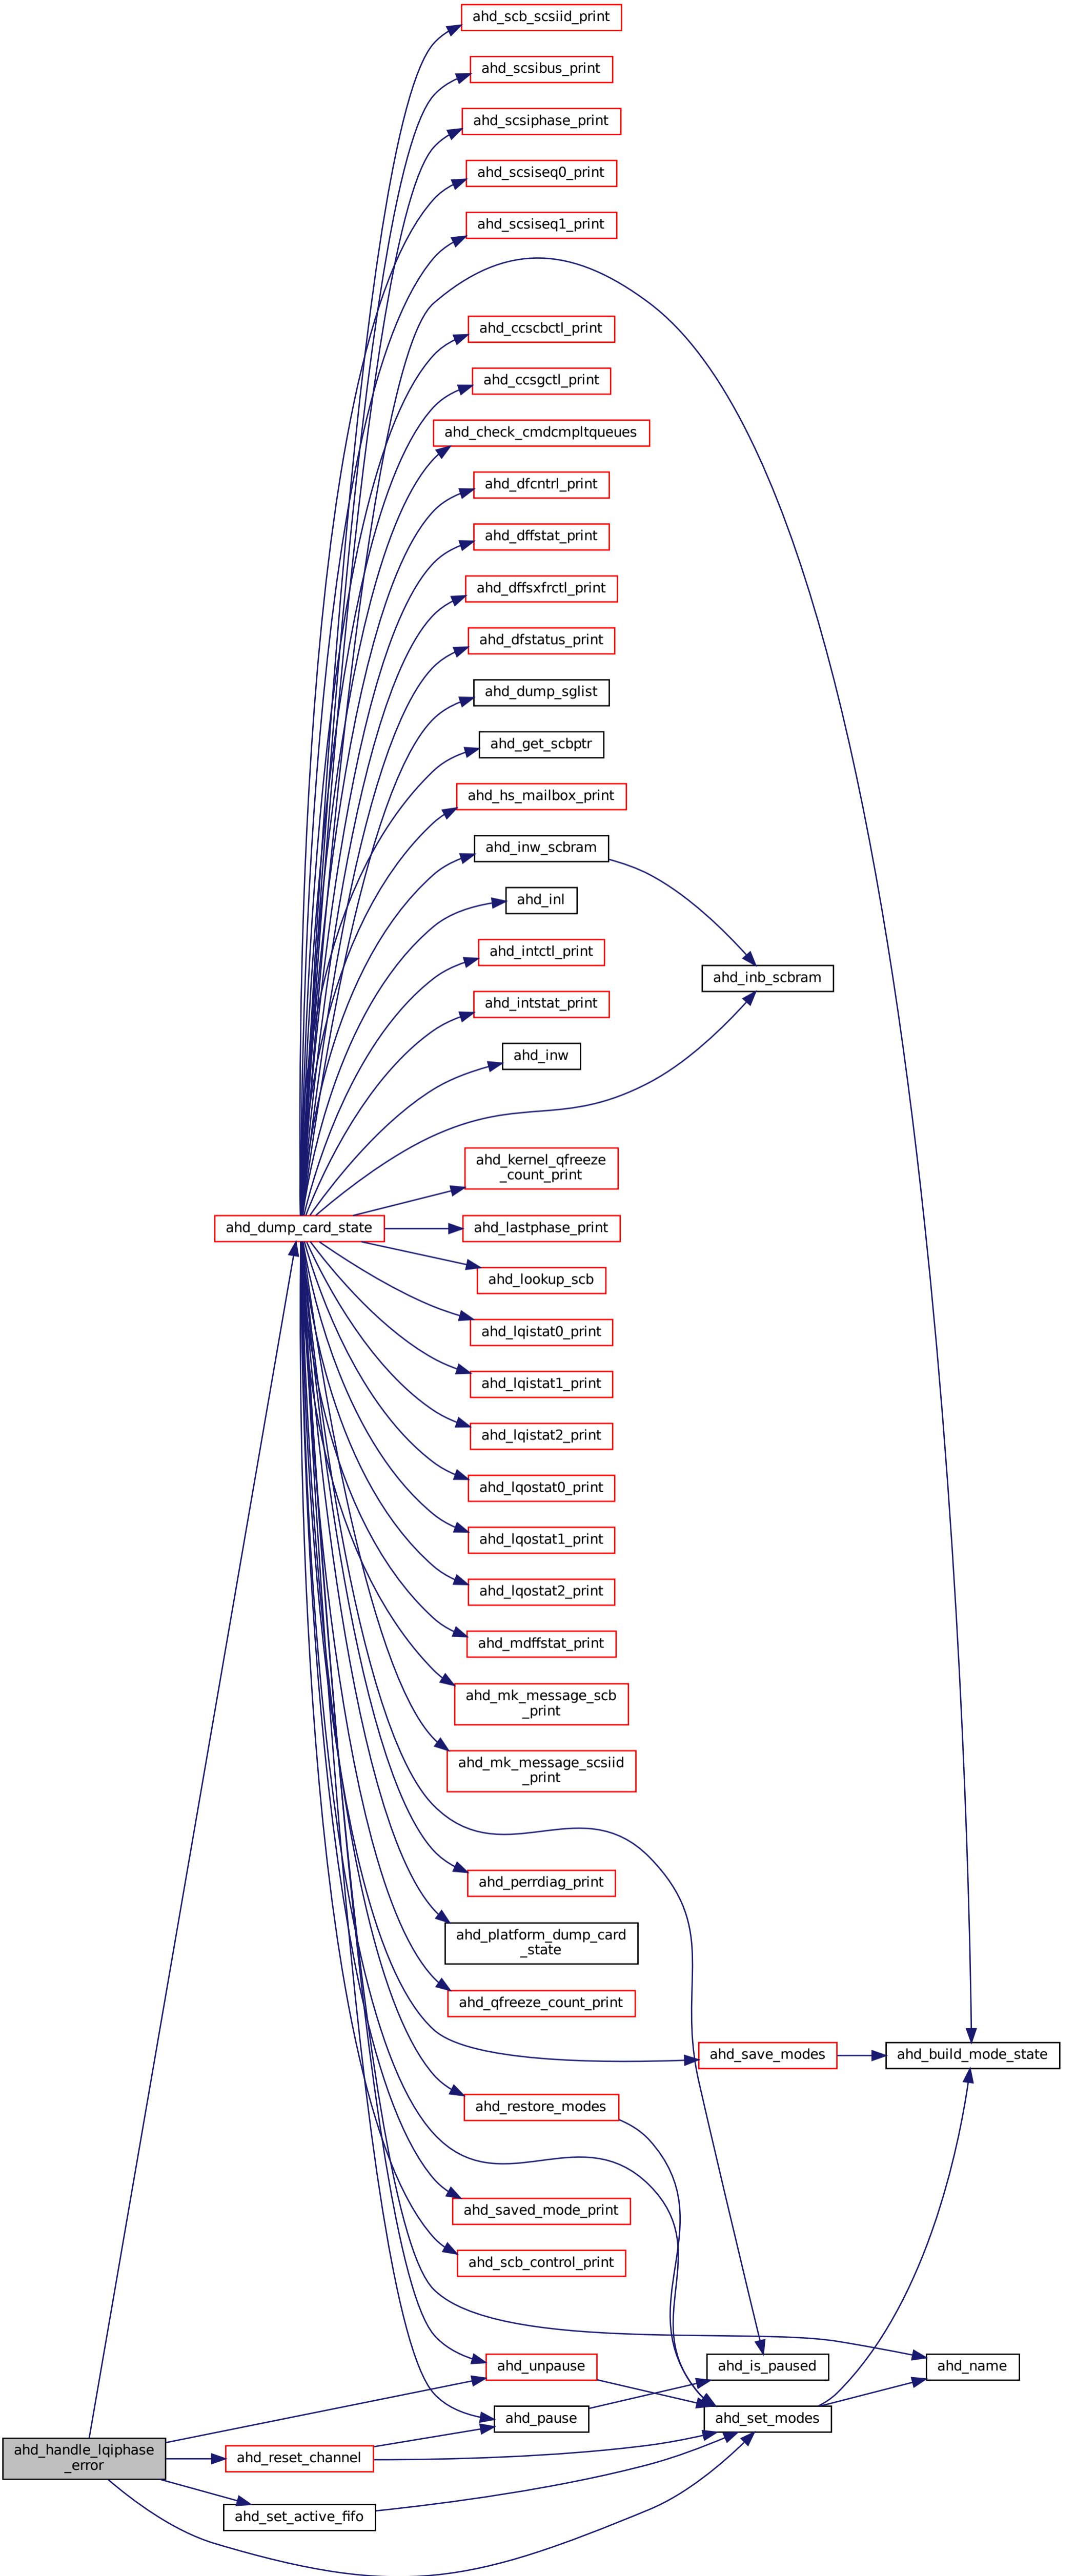 ahd_scb_scsiid_print
ahd_scsibus_print
ahd_scsiphase_print
ahd_scsiseq0_print
ahd_scsiseq1_print
ahd_ccscbctl_print
ahd_ccsgctl_print
ahd_check_cmdcmpltqueues
ahd_dfcntrl_print
ahd_dffstat_print
ahd_dffsxfrctl_print
ahd_dfstatus_print
ahd_dump_sglist
ahd_get_scbptr
ahd_hs_mailbox_print
ahd_inw_scbram
ahd_inl
ahd_intctl_print
ahd_inb_scbram
ahd_intstat_print
ahd_inw
ahd_kernel_qfreeze
_count_print
ahd_dump_card_state
ahd_lastphase_print
ahd_lookup_scb
ahd_lqistat0_print
ahd_lqistat1_print
ahd_lqistat2_print
ahd_lqostat0_print
ahd_lqostat1_print
ahd_lqostat2_print
ahd_mdffstat_print
ahd_mk_message_scb
_print
ahd_mk_message_scsiid
_print
ahd_perrdiag_print
ahd_platform_dump_card
_state
ahd_qfreeze_count_print
ahd_save_modes
ahd_build_mode_state
ahd_restore_modes
ahd_saved_mode_print
ahd_scb_control_print
ahd_unpause
ahd_is_paused
ahd_name
ahd_pause
ahd_set_modes
ahd_handle_lqiphase
_error
ahd_reset_channel
ahd_set_active_fifo